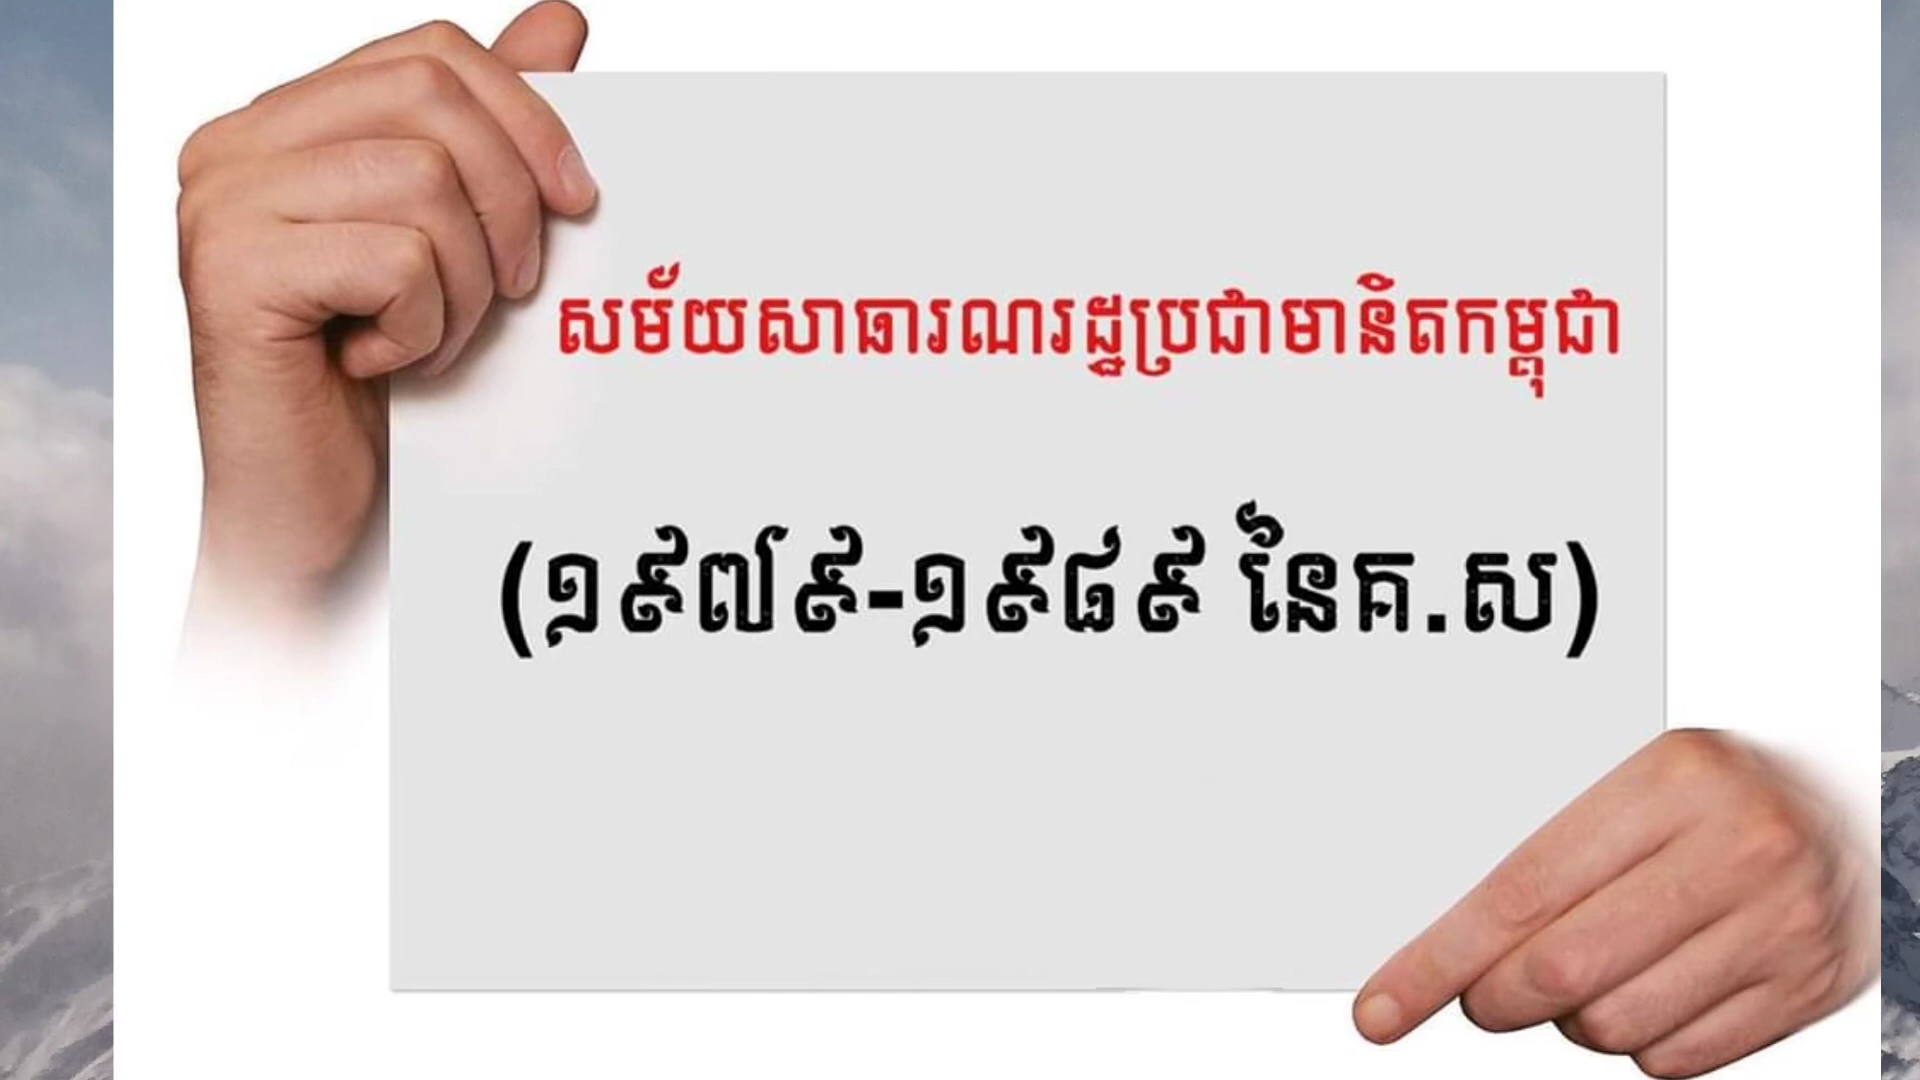 សម័យសាធារណរដ្ឋប្រជាមានិតកម្ពុជា
(១៩៧៩-១៩៨៩ នៃគ.ស)